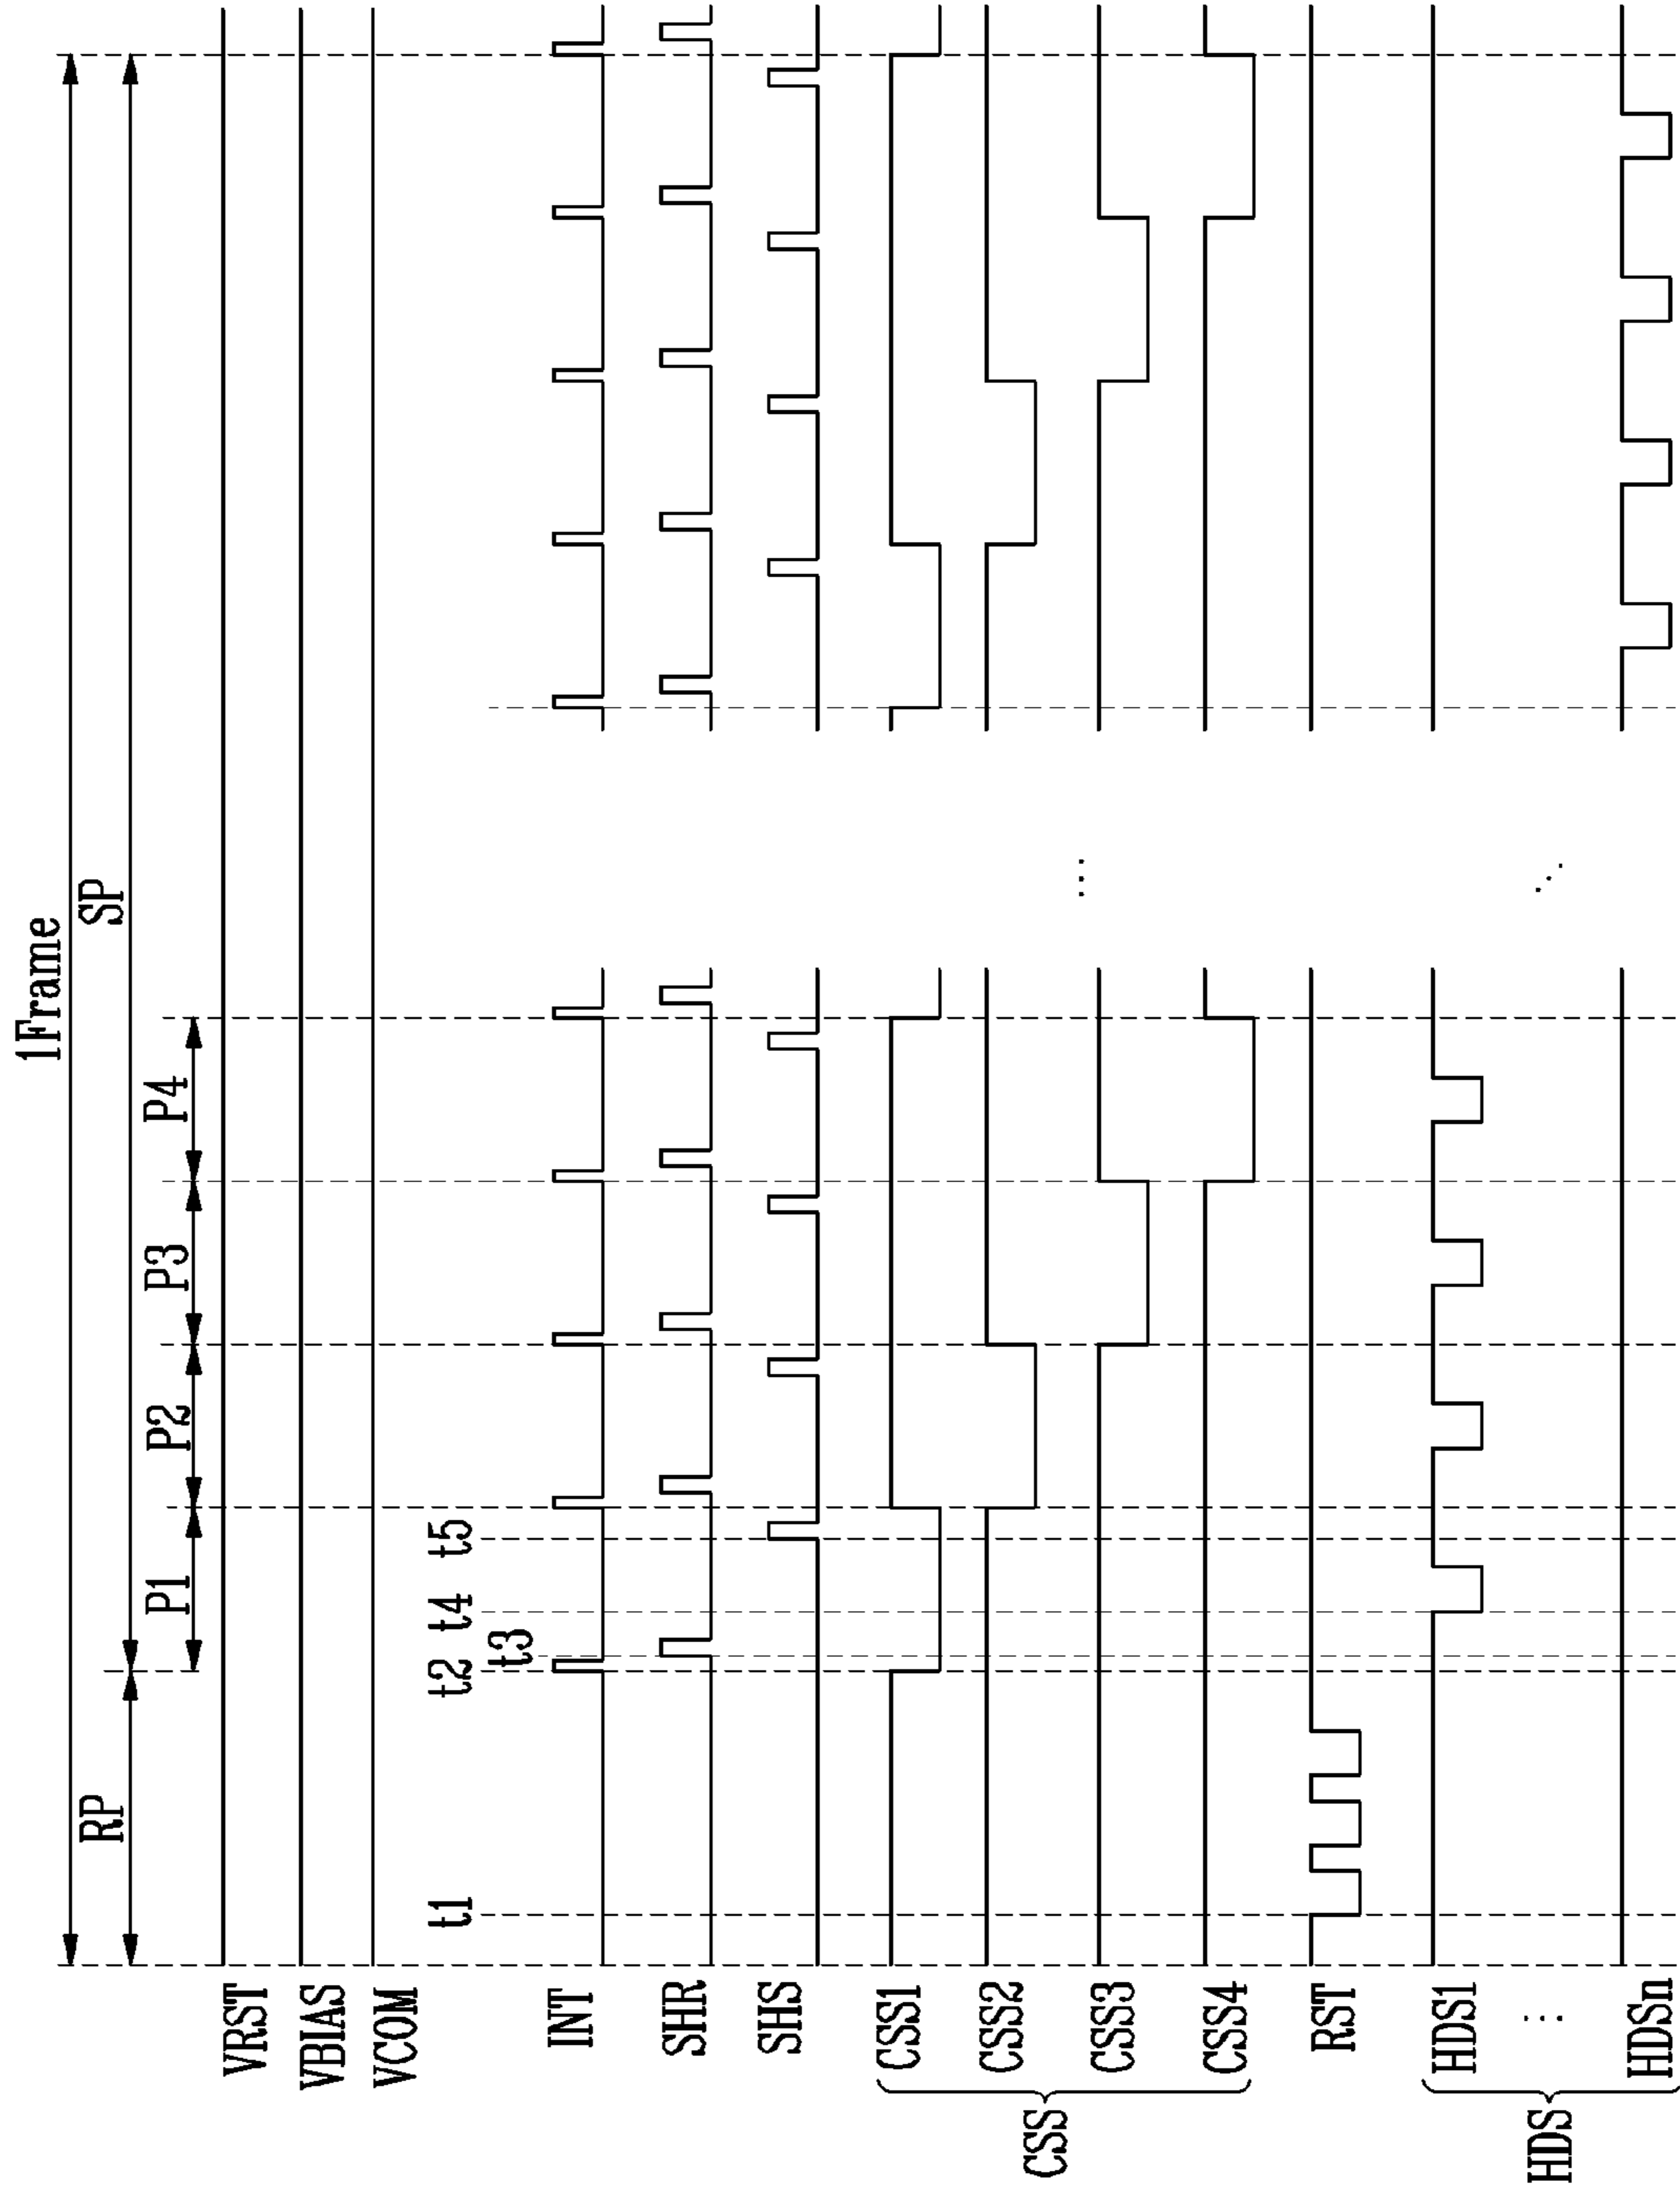 1Frame
RP
SP
P1
P2
P3
P4
VRST
VBIAS
VCOM
t1
t2
t4
t5
t3
INT
SHR
SHS
CSS
CSS1
CSS2
CSS3
CSS4
RST
HDS
HDS1
HDSn